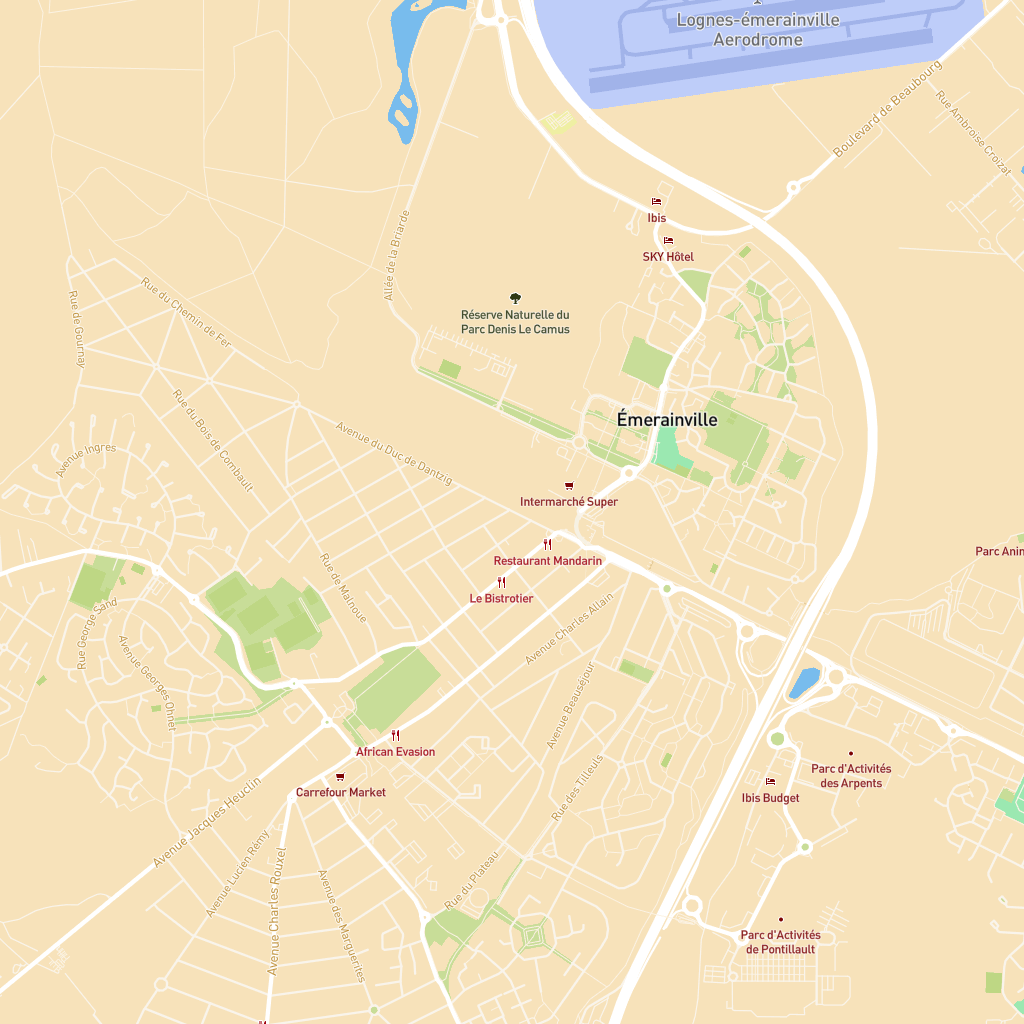 Lognes-émerainville
Aerodrome
Boulevard de Beaubourg
Rue Ambroise Croizat
Ibis
SKY Hôtel
Allée de la Briarde
Rue du Chemin de Fer
Rue de Gournay
Réserve Naturelle du
Parc Denis Le Camus
Rue du Bois de Combault
Émerainville
Avenue du Duc de Dantzig
Avenue Ingres
Intermarché Super
Restaurant Mandarin
Parc Anin
Le Bistrotier
Rue de Malnoue
Rue George Sand
Avenue Charles Allain
Avenue Georges Ohnet
Avenue Beauséjour
African Evasion
Carrefour Market
Parc d'Activités
des Arpents
Ibis Budget
Rue des Tilleuls
Avenue Jacques Heuclin
Avenue Lucien Rémy
Avenue Charles Rouxel
Avenue des Marguerites
Rue du Plateau
Parc d'Activités
de Pontillault